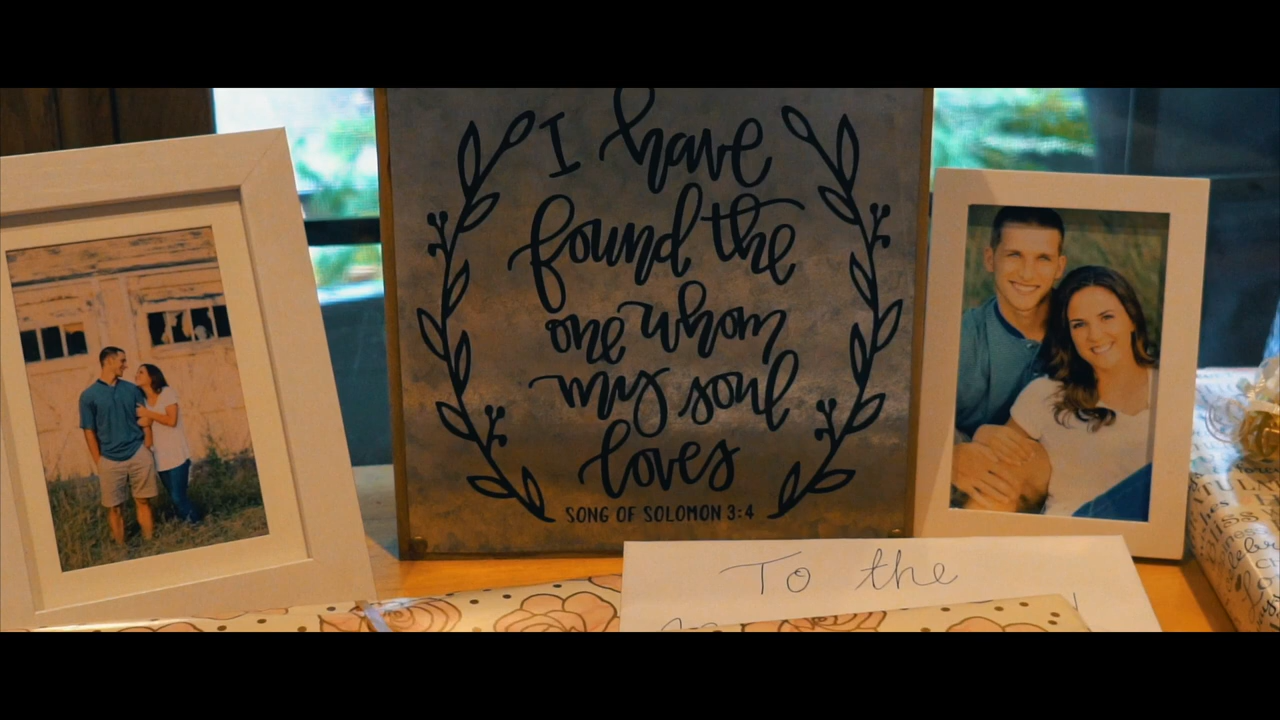 I have
found the
one whom
my soul
loves
SONG OF SOLOMON 3:4
To the